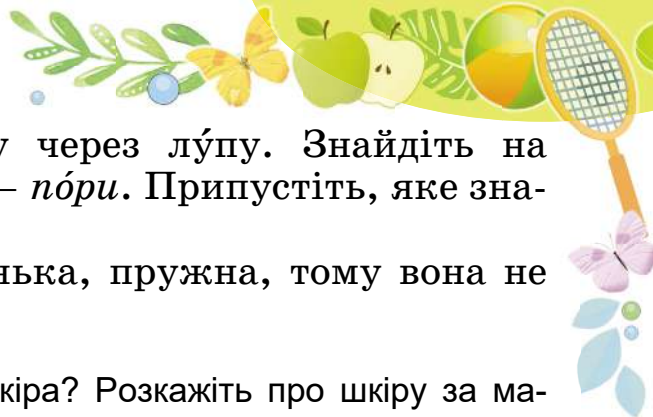 у через лу́пу. Знайдіть на
– по́ри. Припустіть, яке зна-
нька, пружна, тому вона не
кіра? Розкажіть про шкіру за ма-